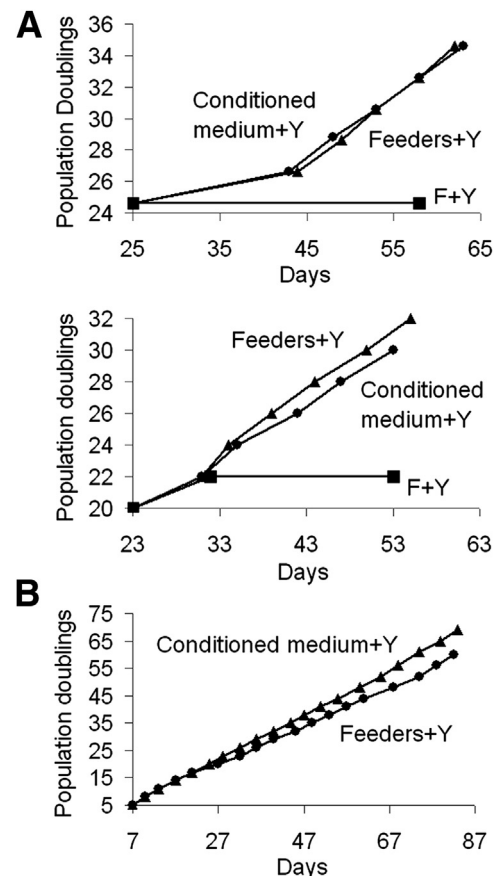 A
Population Doublings
36
34
32
30
28
26
24
Conditioned
medium+Y
Feeders+Y
F+Y
25 35 45 55 65
Days
Population doublings
32
30
28
26
24
22
20
Feeders+Y
Conditioned
medium+Y
F+Y
23 33 43 53 63
Days
B
Population doublings
75
65
55
45
35
25
15
5
Conditioned medium+Y
Feeders+Y
7 27 47 67 87
Days